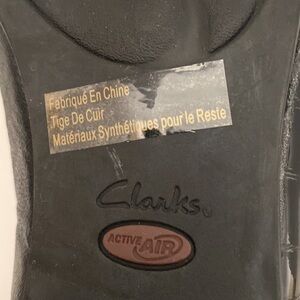 Fabriqué En Chine
Tige De Cuir
Matériaux Synthétiques pour le Reste
Clarks
ACTIVE AIR